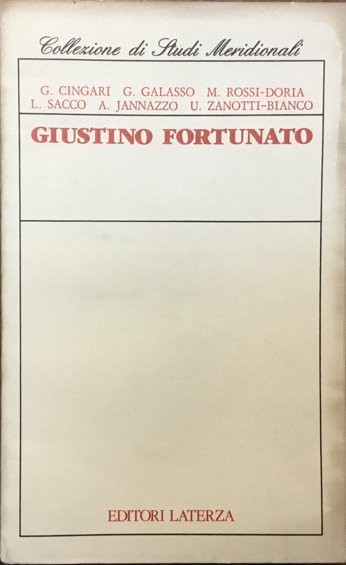 Collezione di Studi Meridionali
G. CINGARI G. GALASSO M. ROSSI-DORIA
L. SACCO A. JANNAZZO U. ZANOTTI-BIANCO
GIUSTINO FORTUNATO
EDITORI LATERZA